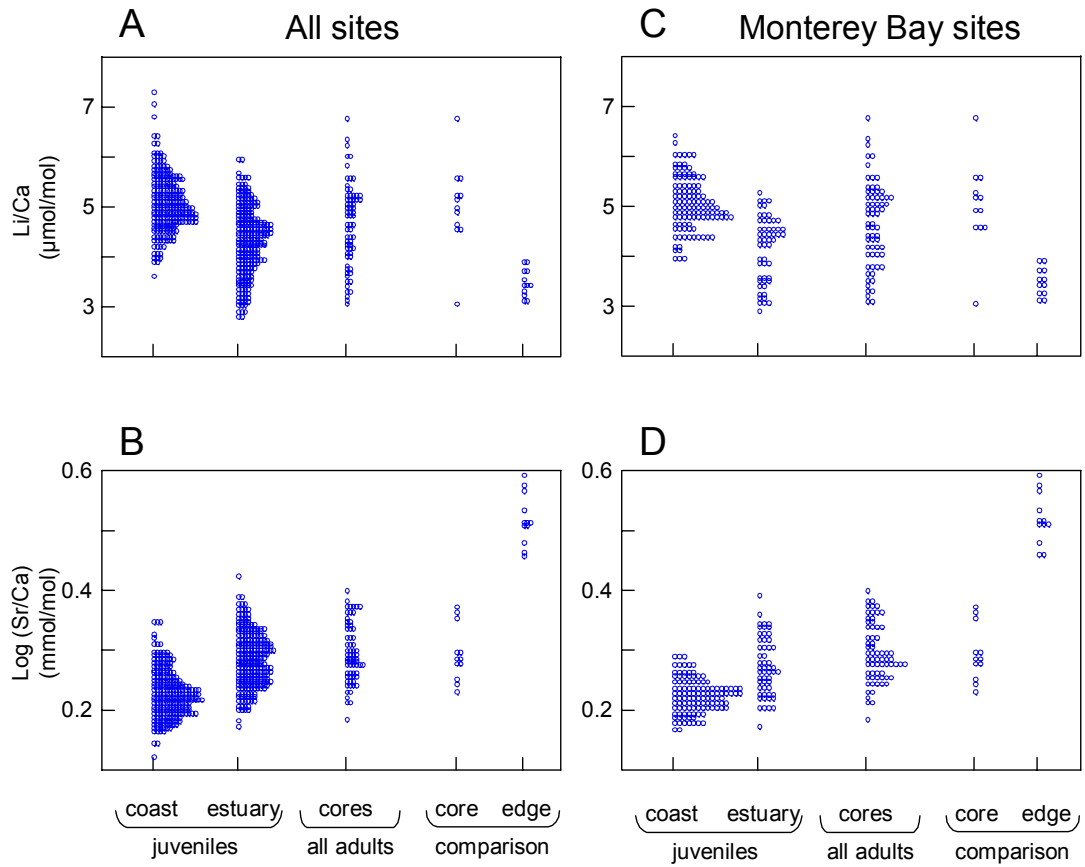 A All sites C Monterey Bay sites
7 7
Li/Ca
(µmol/mol)
5 5
3 3
B D
0.6 0.6
Log (Sr/Ca)
(mmol/mol)
0.4 0.4
0.2 0.2
coast estuary cores core edge coast estuary cores core edge
juveniles all adults comparison juveniles all adults comparison